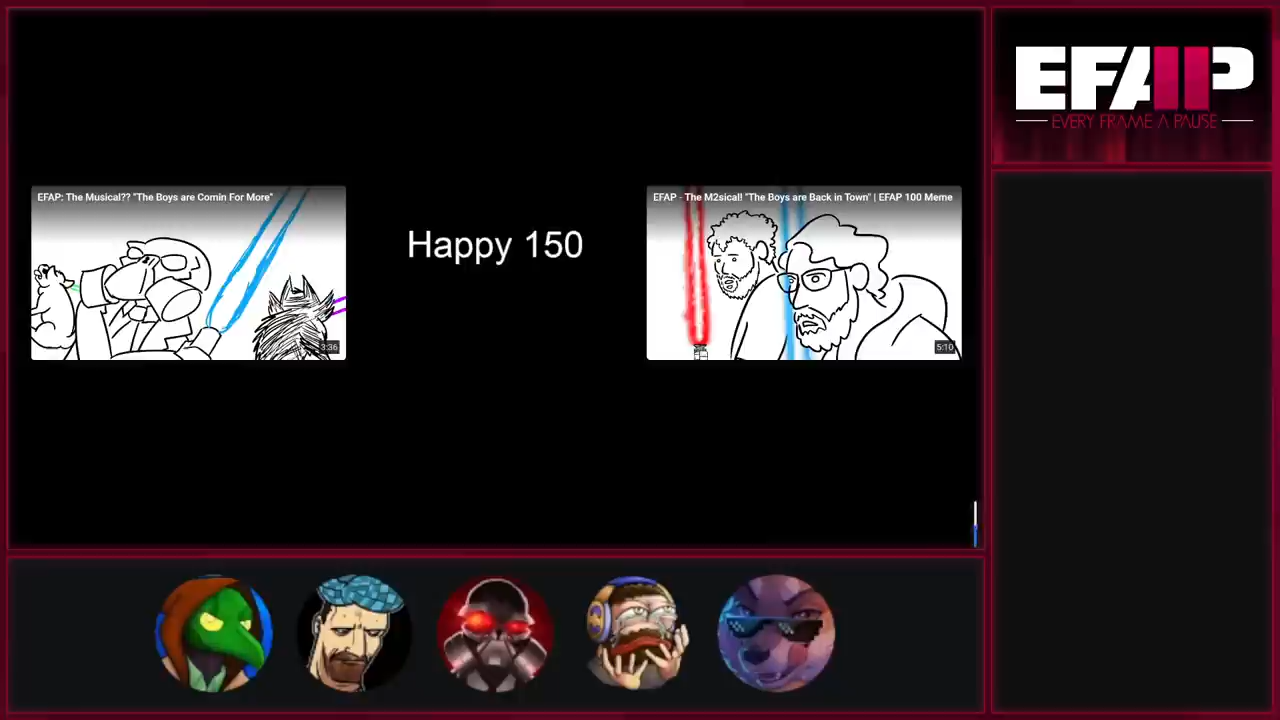 EFAP: The Musical?? "The Boys are Comin For More"
3:36
Happy 150
EFAP - The M2sical! "The Boys are Back in Town" | EFAP 100 Meme
5:10
EFAP
EVERY FRAME A PAUSE